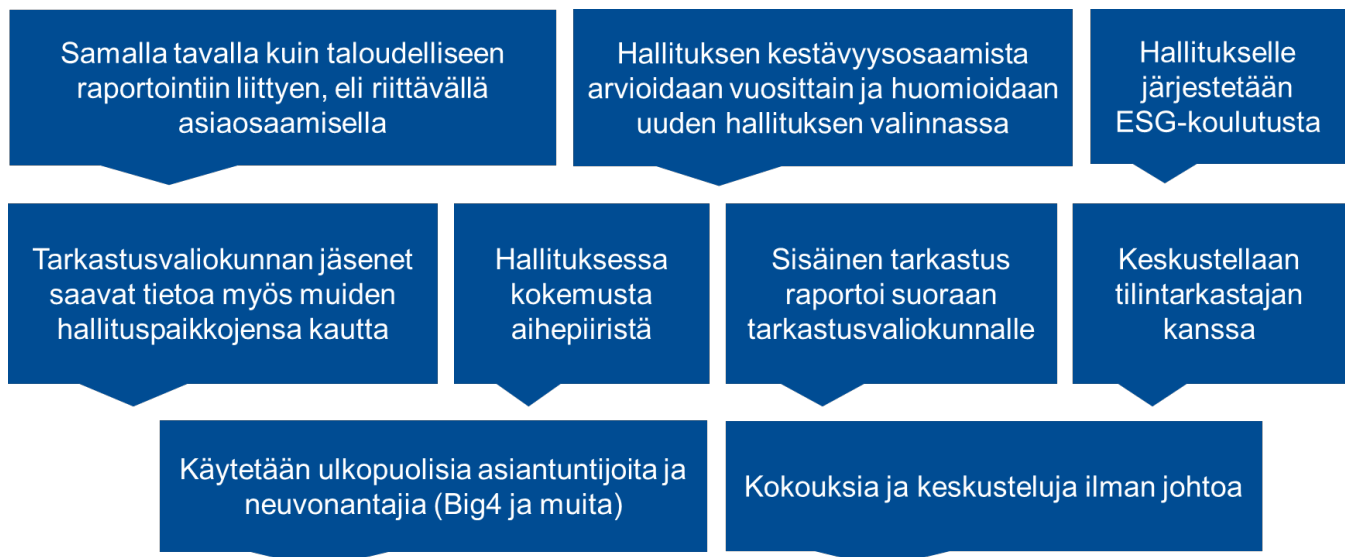 Samalla tavalla kuin taloudelliseen
raportointiin liittyen, eli riittävällä
asiaosaamisella
Hallituksen kestävyysosaamista
arvioidaan vuosittain ja huomioidaan
uuden hallituksen valinnassa
Hallitukselle
järjestetään
ESG-koulutusta
Tarkastusvaliokunnan jäsenet
saavat tietoa myös muiden
hallituspaikkojensa kautta
Hallituksessa
kokemusta
aihepiiristä
Sisäinen tarkastus
raportoi suoraan
tarkastusvaliokunnalle
Keskustellaan
tilintarkastajan
kanssa
Käytetään ulkopuolisia asiantuntijoita ja
neuvonantajia (Big4 ja muita)
Kokouksia ja keskusteluja ilman johtoa